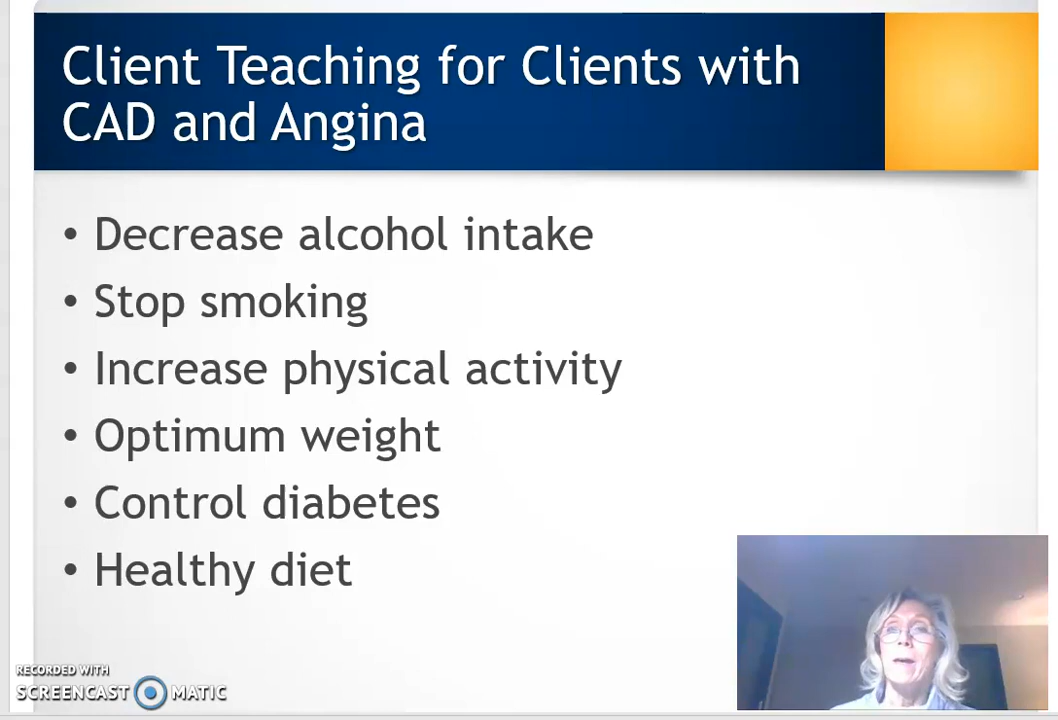 Client Teaching for Clients with
CAD and Angina
• Decrease alcohol intake
• Stop smoking
• Increase physical activity
• Optimum weight
• Control diabetes
• Healthy diet
RECORDED WITH
SCREENCAST MATIC